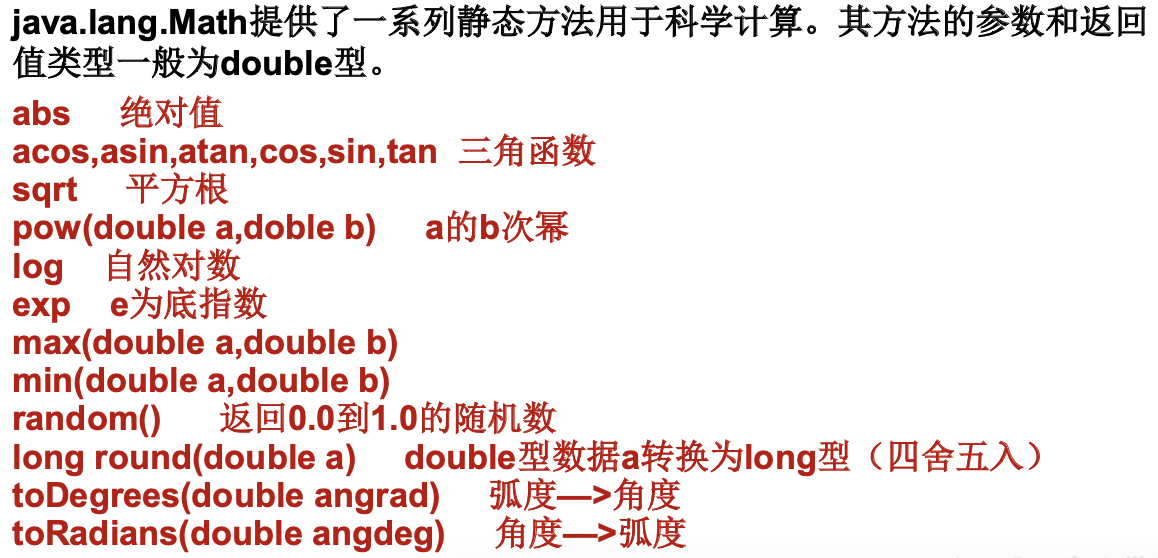 java.lang.Math提供了一系列静态方法用于科学计算。其方法的参数和返回
值类型一般为double型。
abs 绝对值
acos,asin,atan,cos,sin,tan 三角函数
sqrt 平方根
pow(double a,doble b) a的b次幂
log 自然对数
exp e为底指数
max(double a,double b)
min(double a,double b)
random() 返回0.0到1.0的随机数
long round(double a) double型数据a转换为long型（四舍五入）
toDegrees(double angrad) 弧度—>角度
toRadians(double angdeg) 角度—>弧度